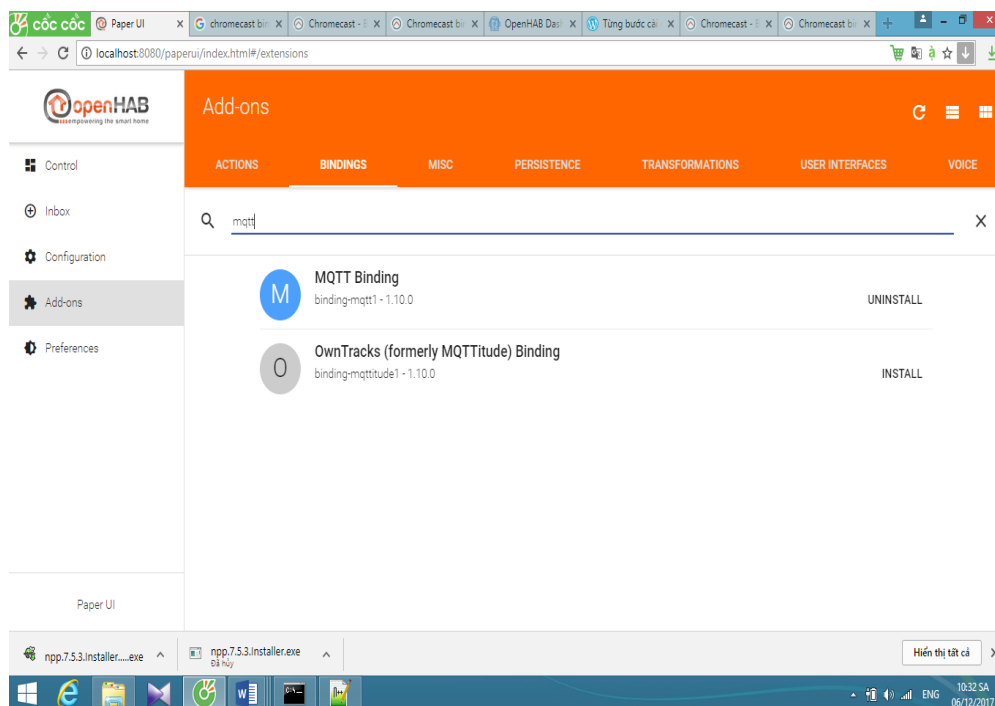 cốc cốc Paper UI chromecast bin Chromecast - B Chromecast bin OpenHAB Das Từng bước cài Chromecast - B Chromecast bin
localhost:8080/paperui/index.html#/extensions
openHAB
empowering the smart home
Add-ons
ACTIONS BINDINGS MISC PERSISTENCE TRANSFORMATIONS USER INTERFACES VOICE
Control
Inbox
Configuration
Add-ons
Preferences
mqtt
M
MQTT Binding
binding-mqtt1 - 1.10.0
UNINSTALL
O
OwnTracks (formerly MQTTitude) Binding
binding-mqttitude1 - 1.10.0
INSTALL
Paper UI
npp.7.5.3.Installer.....exe
npp.7.5.3.Installer.exe
Đã hủy
Hiển thị tất cả
ENG
10:32 SA
06/12/2017